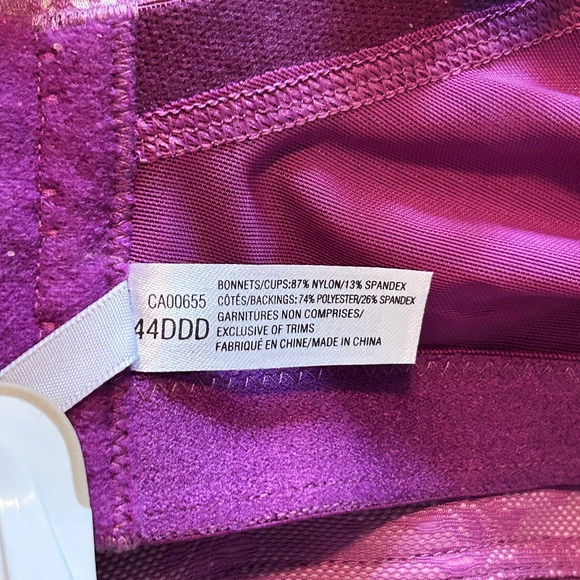 CA00655
44DDD
BONNETS/CUPS:87% NYLON/13% SPANDEX
CÔTÉS/BACKINGS:74% POLYESTER/26% SPANDEX
GARNITURES NON COMPRISES/
EXCLUSIVE OF TRIMS
FABRIQUÉ EN CHINE/MADE IN CHINA